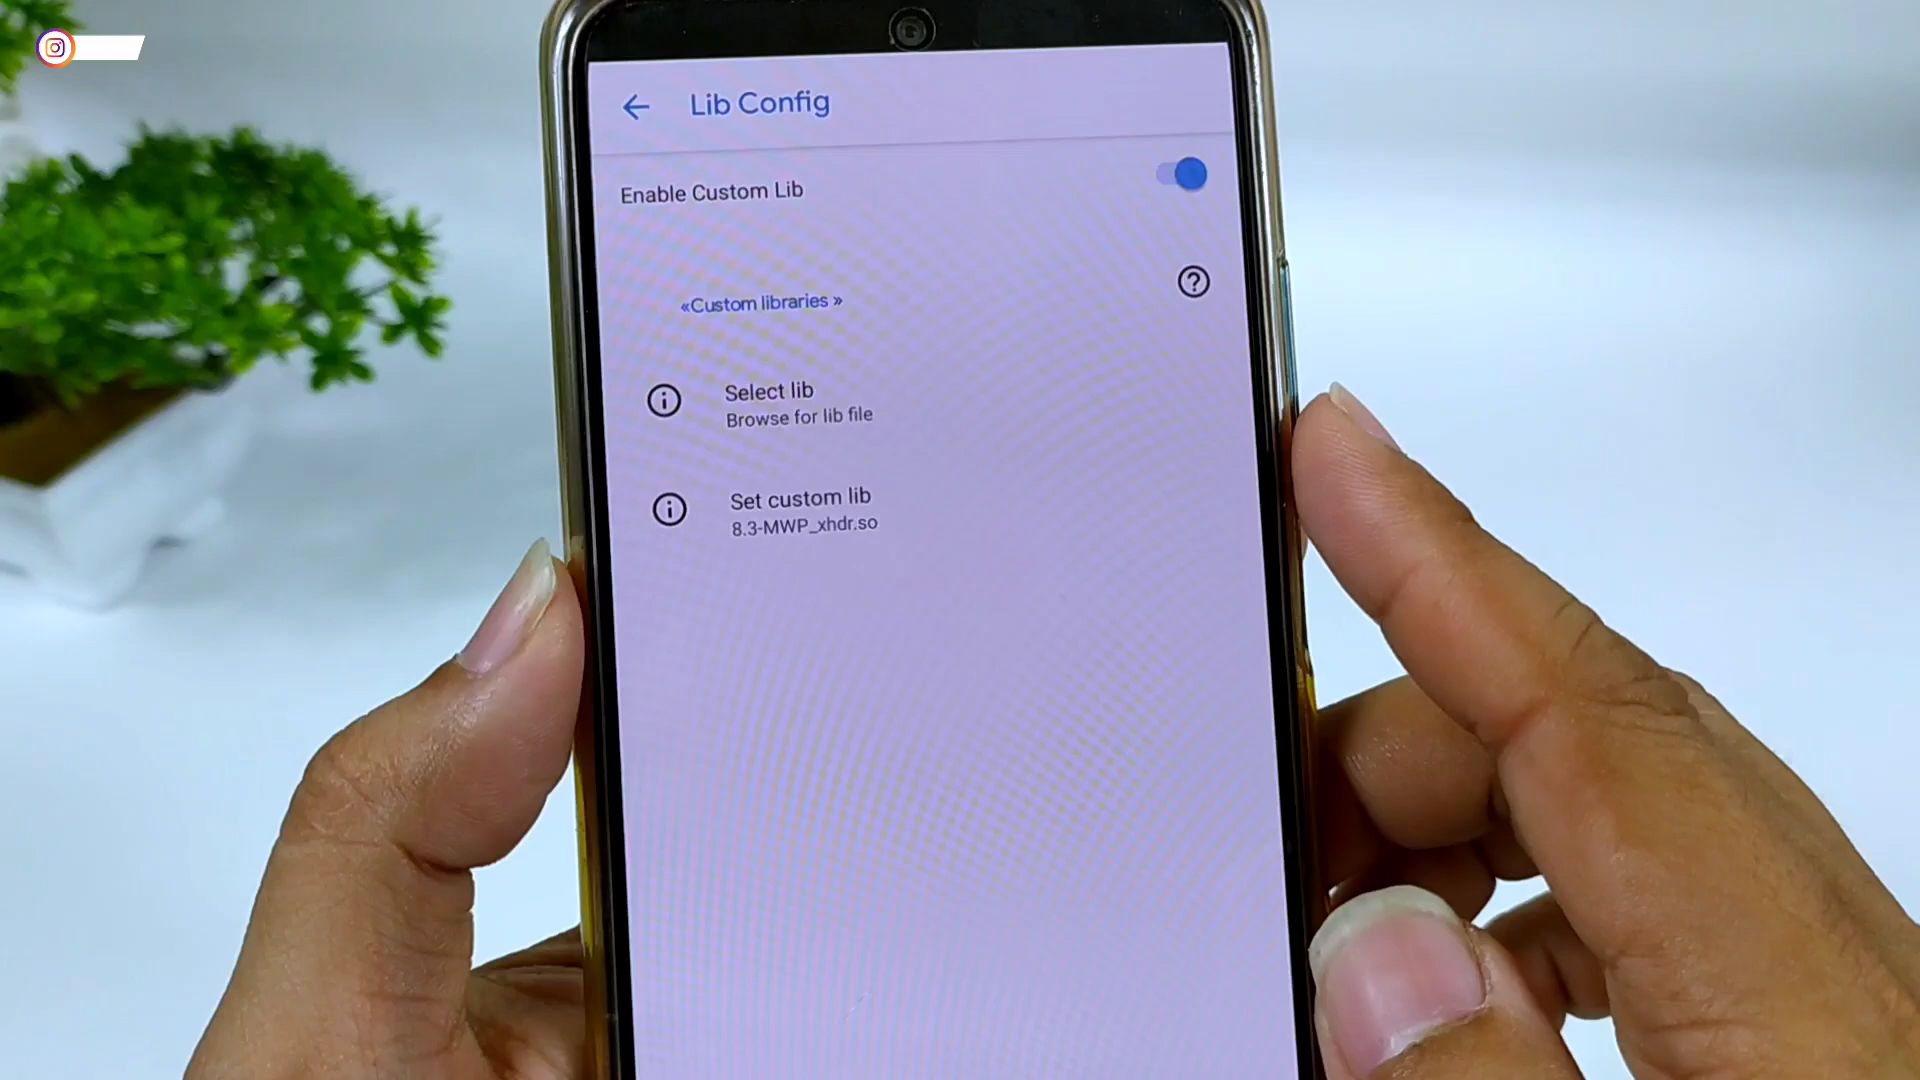 Lib Config
Enable Custom Lib
«Custom libraries »
Select lib
Browse for lib file
Set custom lib
8.3-MWP_xhdr.so